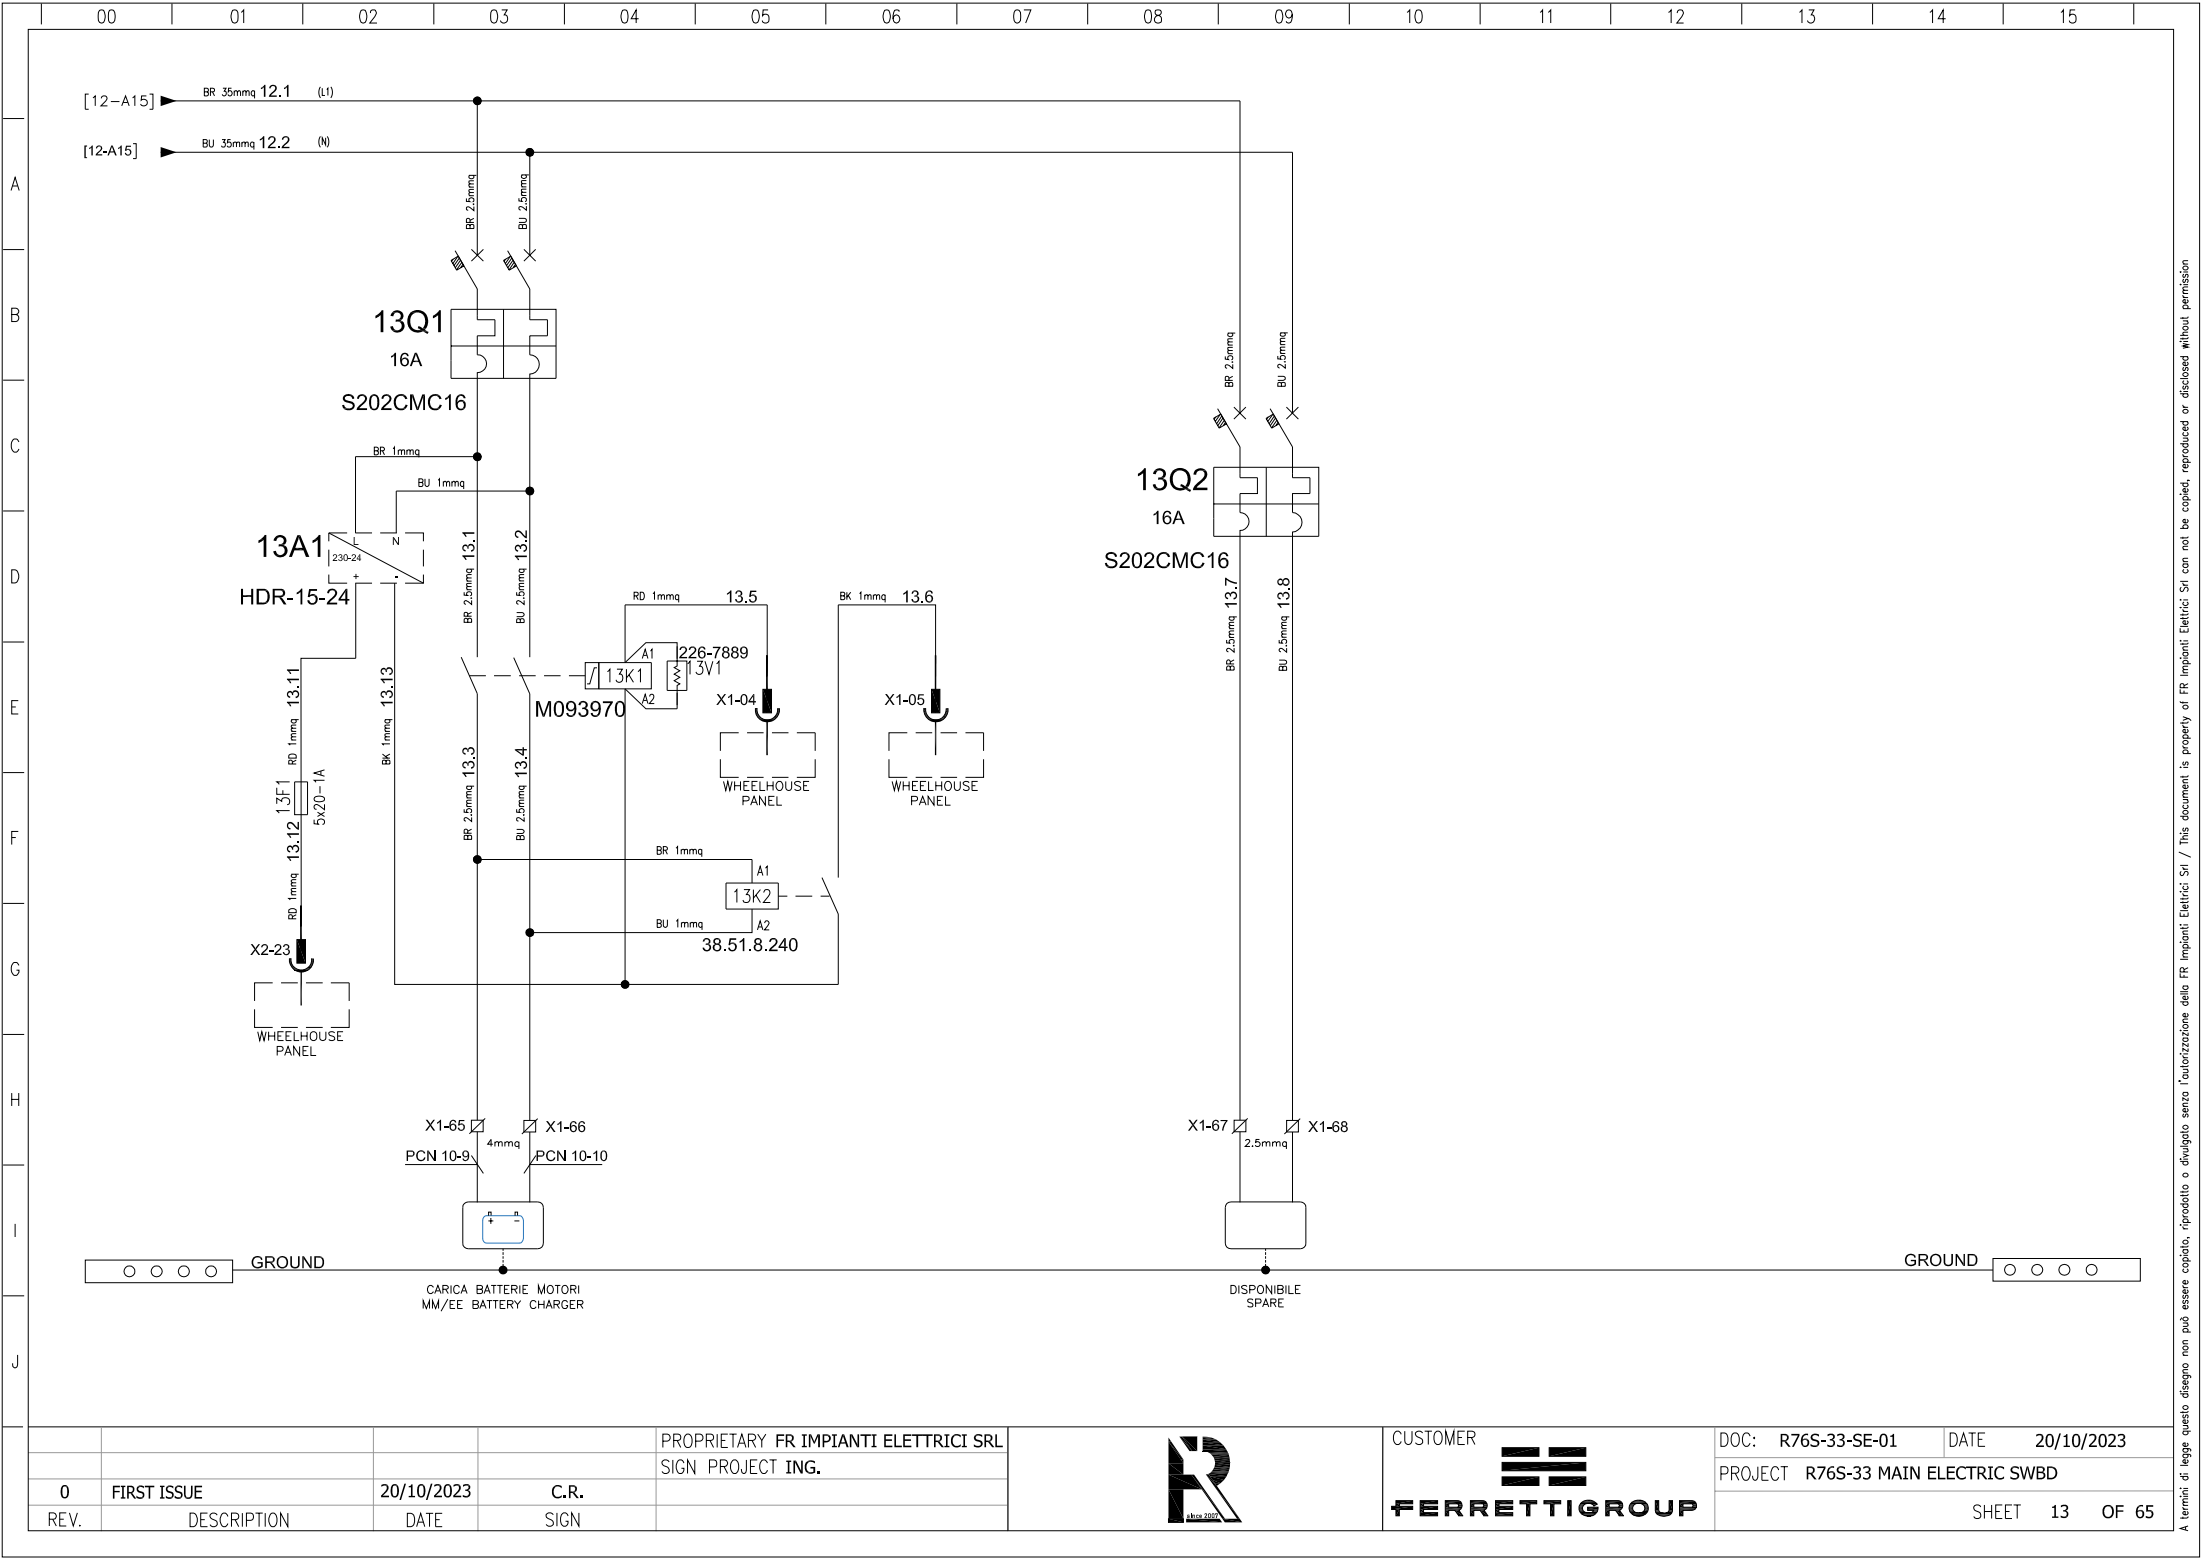 00 01 02 03 04 05 06 07 08 09 10 11 12 13 14 15
A
B
C
D
E
F
G
H
I
J
[12-A15] BR 35mmq 12.1 (L1)
[12-A15] BU 35mmq 12.2 (N)
BR 2.5mmq
BU 2.5mmq
13Q1
16A
S202CMC16
BR 2.5mmq
BU 2.5mmq
13Q2
16A
S202CMC16
BR 1mmq
BU 1mmq
13A1
L N
230-24
+ -
HDR-15-24
BR 2.5mmq 13.1
BU 2.5mmq 13.2
BR 2.5mmq 13.7
BU 2.5mmq 13.8
RD 1mmq 13.5
BK 1mmq 13.6
A1
226-7889
13K1
13V1
A2
M093970
X1-04
WHEELHOUSE
PANEL
X1-05
WHEELHOUSE
PANEL
RD 1mmq 13.11
BK 1mmq 13.13
BR 2.5mmq 13.3
BU 2.5mmq 13.4
13F1
5x20-1A
RD 1mmq 13.12
BR 1mmq
A1
13K2
BU 1mmq
A2
38.51.8.240
X2-23
WHEELHOUSE
PANEL
X1-65
X1-66
4mmq
PCN 10-9
PCN 10-10
X1-67
X1-68
2.5mmq
+ -
GROUND
GROUND
CARICA BATTERIE MOTORI
MM/EE BATTERY CHARGER
DISPONIBILE
SPARE
A termini di legge questo disegno non può essere copiato, riprodotto o divulgato senza l'autorizzazione della FR Impianti Elettrici Srl / This document is property of FR Impianti Elettrici Srl can not be copied, reproduced or disclosed without permission
0 FIRST ISSUE 20/10/2023 C.R.
REV. DESCRIPTION DATE SIGN
PROPRIETARY FR IMPIANTI ELETTRICI SRL
SIGN PROJECT ING.
R
since 2007
CUSTOMER
FERRETTIGROUP
DOC: R76S-33-SE-01 DATE 20/10/2023
PROJECT R76S-33 MAIN ELECTRIC SWBD
SHEET 13 OF 65